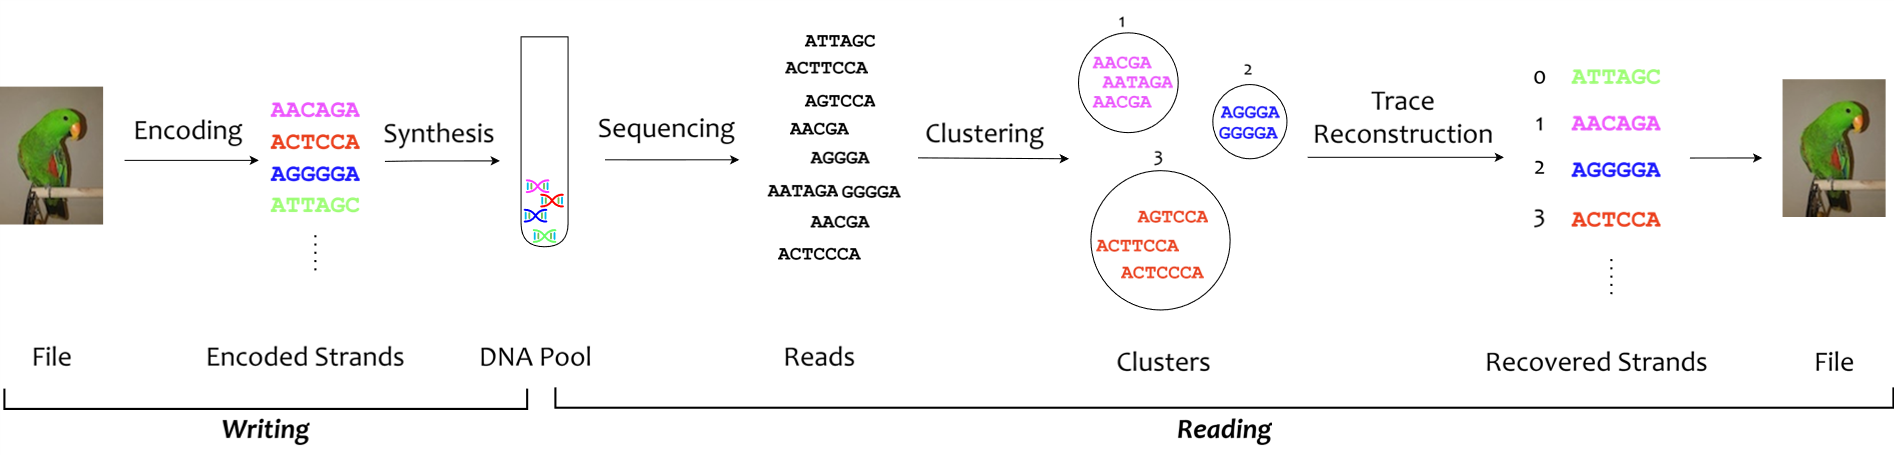 Encoding
AACAGA
ACTCCA
AGGGGA
ATTAGC
Synthesis
Sequencing
ATTAGC
ACTTCCA
AGTCCA
AACGA
AGGGA
AATAGA GGGGA
AACGA
ACTCCCA
Clustering
1
AACGA
AATAGA
AACGA
2
AGGGA
GGGGA
3
AGTCCA
ACTTCCA
ACTCCCA
Trace
Reconstruction
0 ATTAGC
1 AACAGA
2 AGGGGA
3 ACTCCA
File
Encoded Strands
DNA Pool
Reads
Clusters
Recovered Strands
File
Writing
Reading